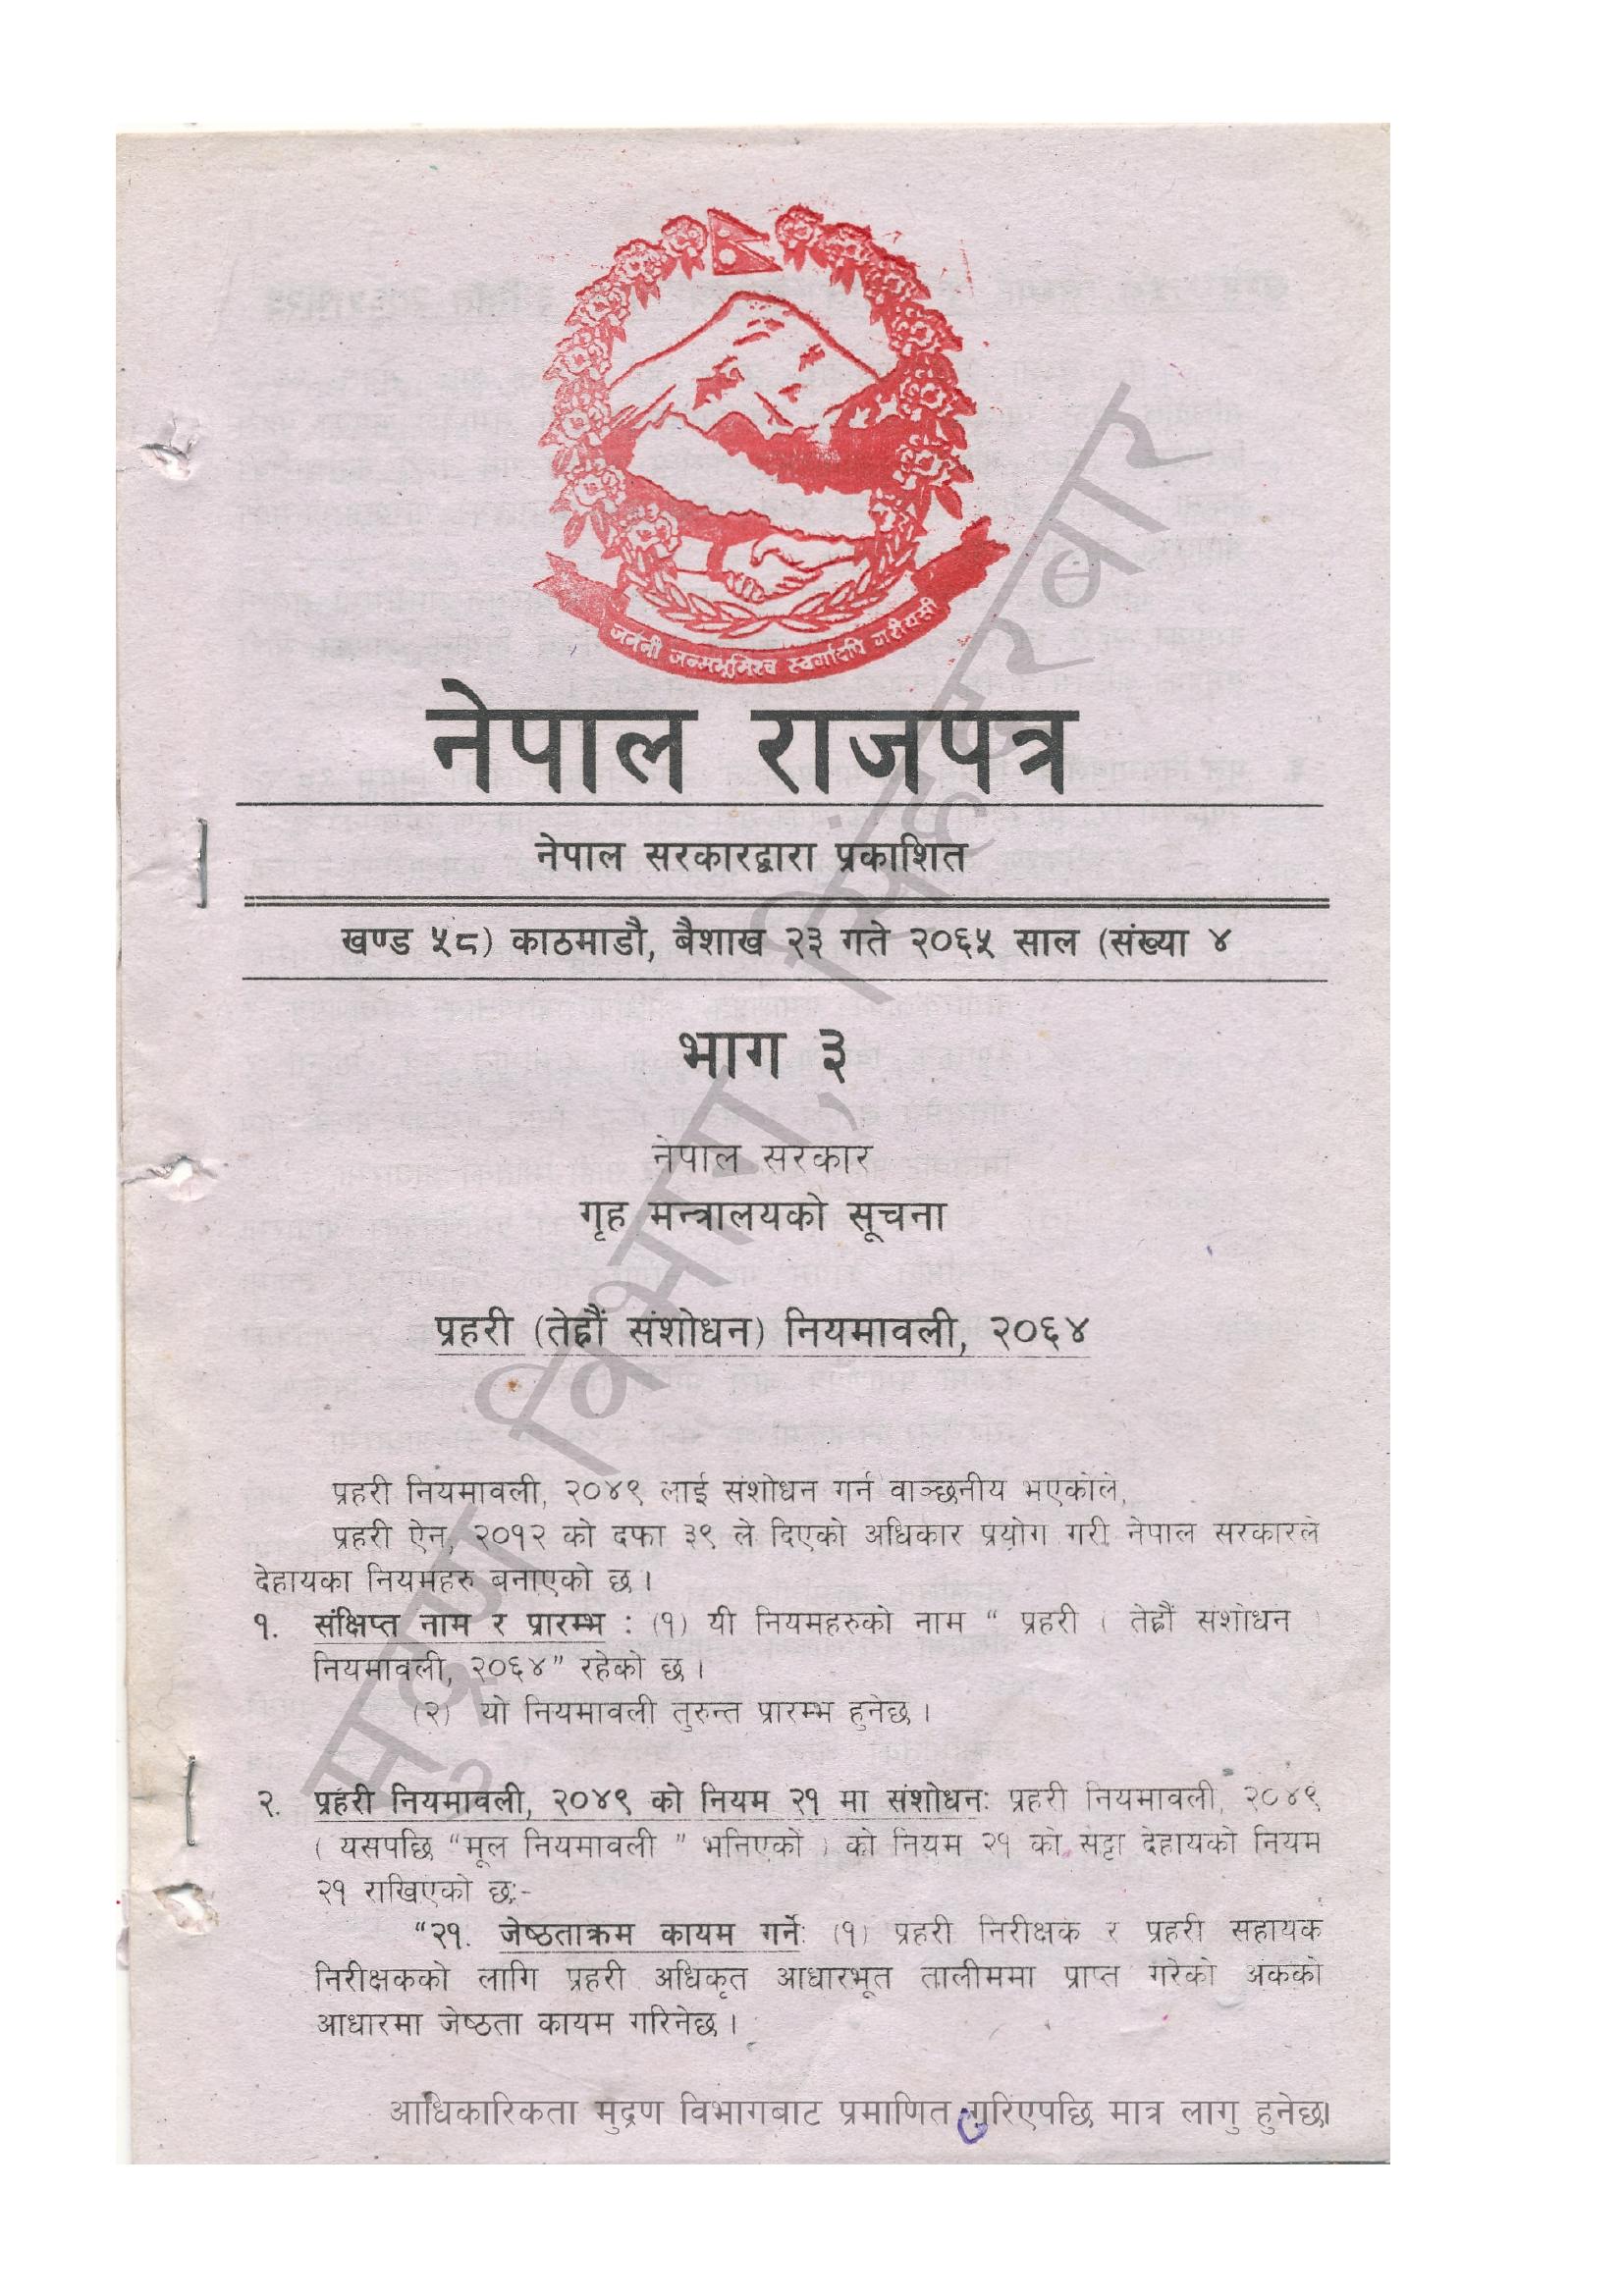 जननी जन्मभूमिश्च स्वर्गादपि गरीयसी
नेपाल राजपत्र
नेपाल सरकारद्वारा प्रकाशित
खण्ड ५८) काठमाडौ, बैशाख २३ गते २०६५ साल (संख्या ४
भाग ३
नेपाल सरकार
गृह मन्त्रालयको सूचना
प्रहरी (तेह्रौं संशोधन) नियमावली, २०६४
प्रहरी नियमावली, २०४९ लाई संशोधन गर्न वाञ्छनीय भएकोले,
प्रहरी ऐन, २०१२ को दफा ३९ ले दिएको अधिकार प्रयोग गरी नेपाल सरकारले
देहायका नियमहरु बनाएको छ ।
१. संक्षिप्त नाम र प्रारम्भ : (१) यी नियमहरुको नाम “ प्रहरी ( तेह्रौं संशोधन )
नियमावली, २०६४” रहेको छ ।
(२) यो नियमावली तुरुन्त प्रारम्भ हुनेछ ।
२. प्रहरी नियमावली, २०४९ को नियम २१ मा संशोधन: प्रहरी नियमावली, २०४९
( यसपछि “मूल नियमावली ” भनिएको ) को नियम २१ को सट्टा देहायको नियम
२१ राखिएको छ:-
“२१. जेष्ठताक्रम कायम गर्ने: (१) प्रहरी निरीक्षक र प्रहरी सहायक
निरीक्षकको लागि प्रहरी अधिकृत आधारभूत तालीममा प्राप्त गरेको अंकको
आधारमा जेष्ठता कायम गरिनेछ ।
आधिकारिकता मुद्रण विभागबाट प्रमाणित गरिएपछि मात्र लागु हुनेछ।
मुद्रण विभाग, सिंहदरबार